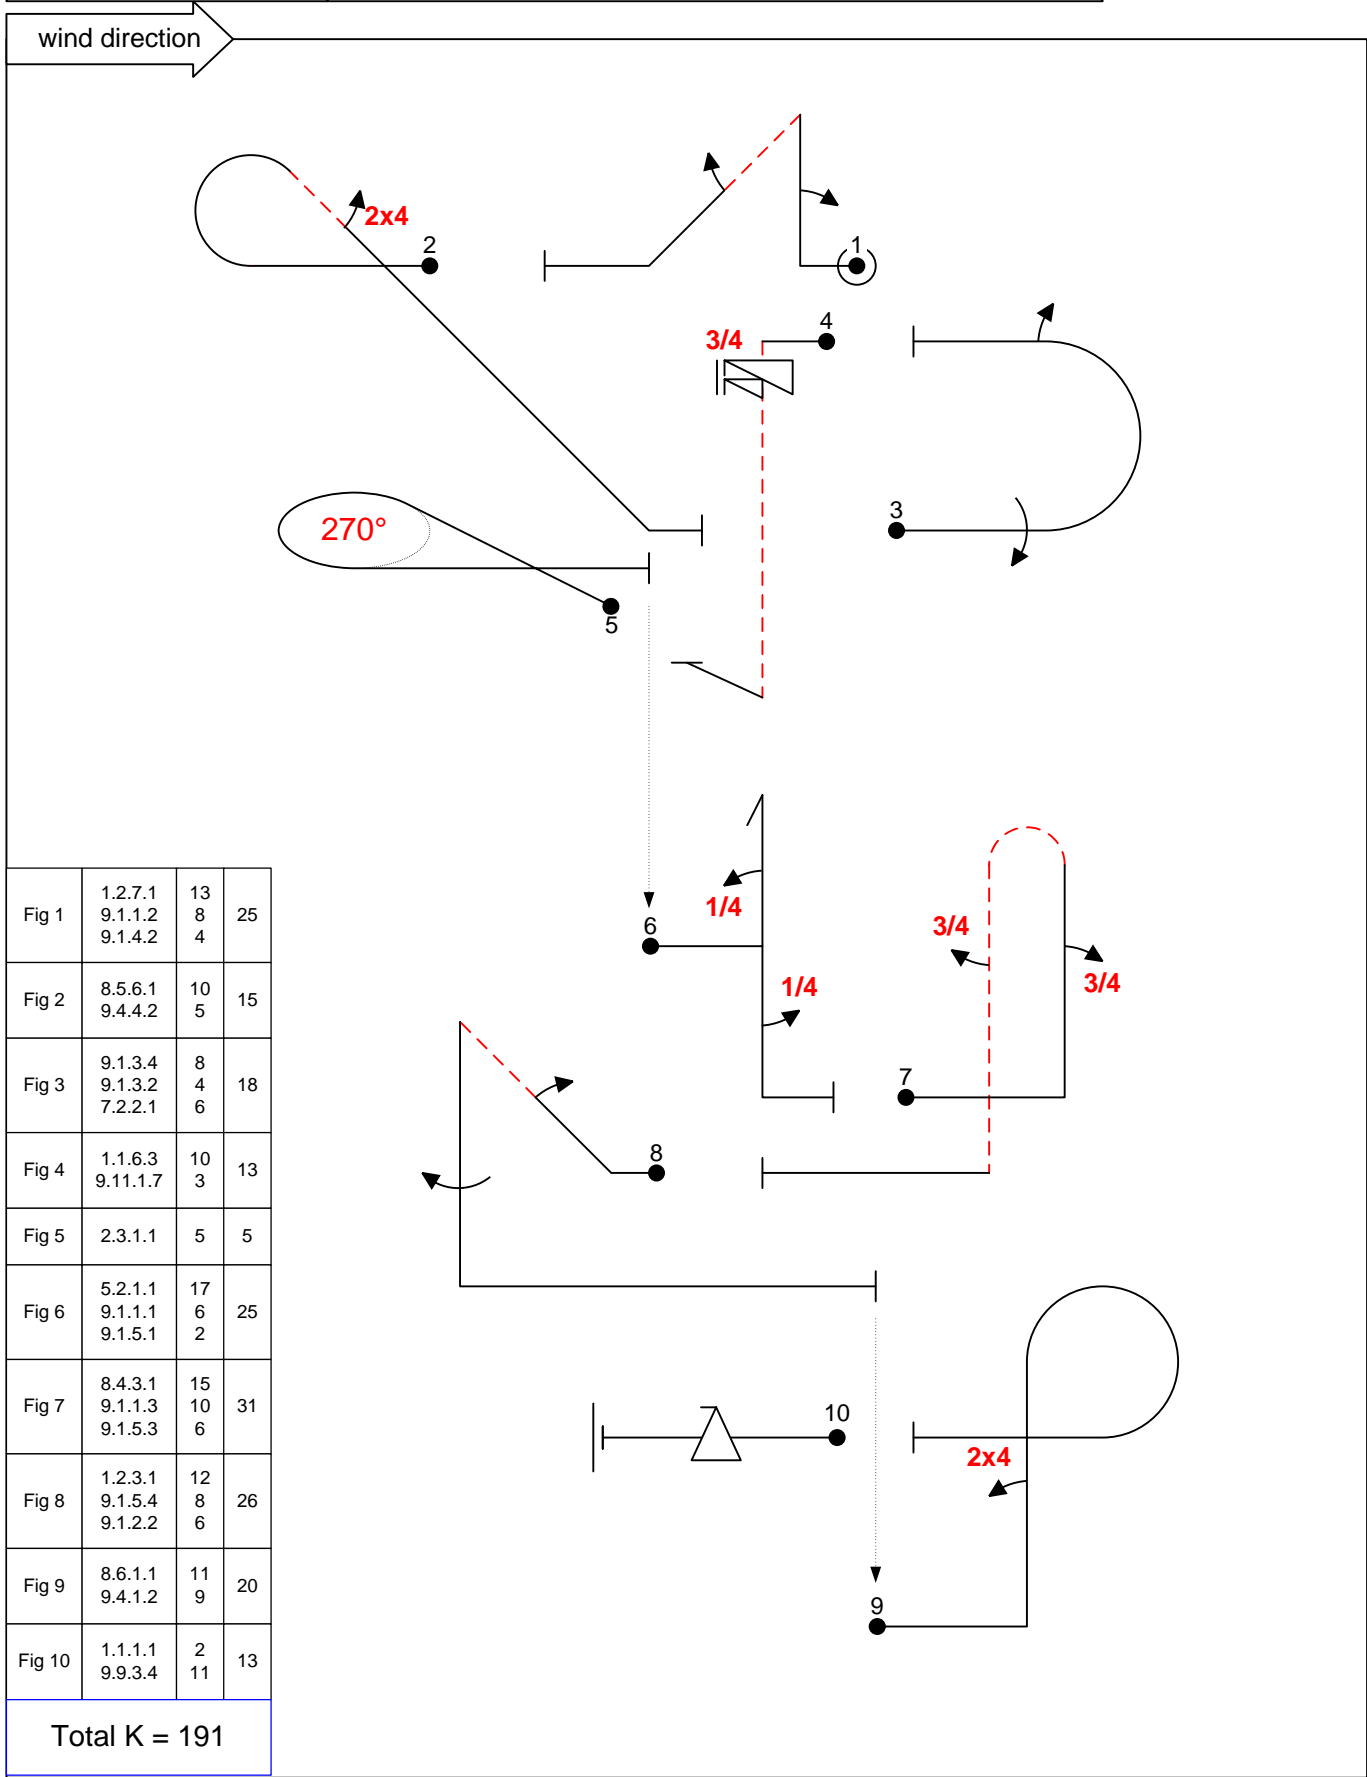 wind direction
1
2
2x4
4
3/4
3
270°
5
1/4
6
3/4
1/4
3/4
7
8
10
2x4
9
Fig 1 1.2.7.1 13 25
9.1.1.2 8
9.1.4.2 4
Fig 2 8.5.6.1 10 15
9.4.4.2 5
Fig 3 9.1.3.4 8 18
9.1.3.2 4
7.2.2.1 6
Fig 4 1.1.6.3 10 13
9.11.1.7 3
Fig 5 2.3.1.1 5 5
Fig 6 5.2.1.1 17 25
9.1.1.1 6
9.1.5.1 2
Fig 7 8.4.3.1 15 31
9.1.1.3 10
9.1.5.3 6
Fig 8 1.2.3.1 12 26
9.1.5.4 8
9.1.2.2 6
Fig 9 8.6.1.1 11 20
9.4.1.2 9
Fig 10 1.1.1.1 2 13
9.9.3.4 11
Total K = 191